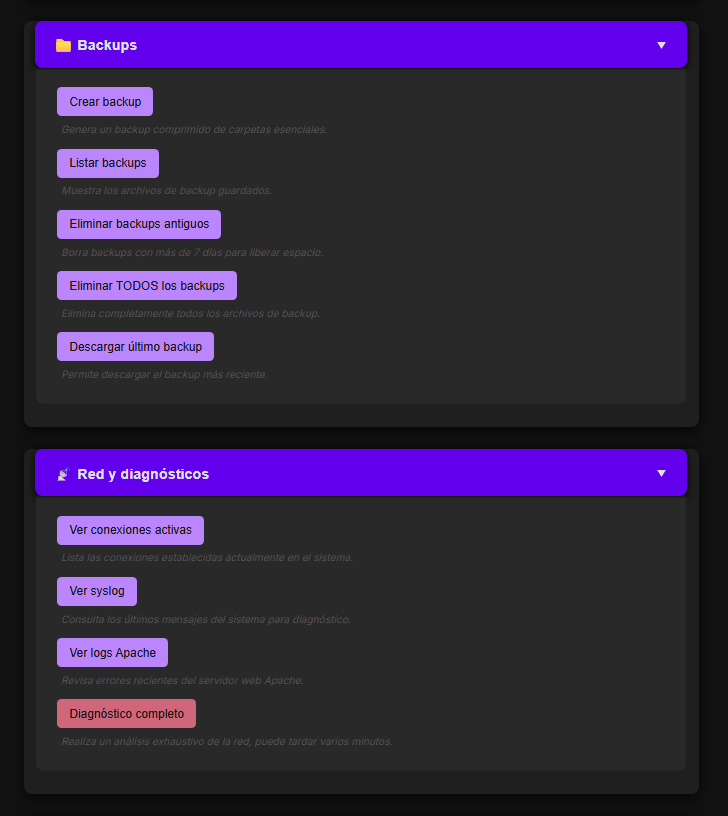 Backups
Crear backup
Genera un backup comprimido de carpetas esenciales.
Listar backups
Muestra los archivos de backup guardados.
Eliminar backups antiguos
Borra backups con más de 7 días para liberar espacio.
Eliminar TODOS los backups
Elimina completamente todos los archivos de backup.
Descargar último backup
Permite descargar el backup más reciente.
Red y diagnósticos
Ver conexiones activas
Lista las conexiones establecidas actualmente en el sistema.
Ver syslog
Consulta los últimos mensajes del sistema para diagnóstico.
Ver logs Apache
Revisa errores recientes del servidor web Apache.
Diagnóstico completo
Realiza un análisis exhaustivo de la red, puede tardar varios minutos.